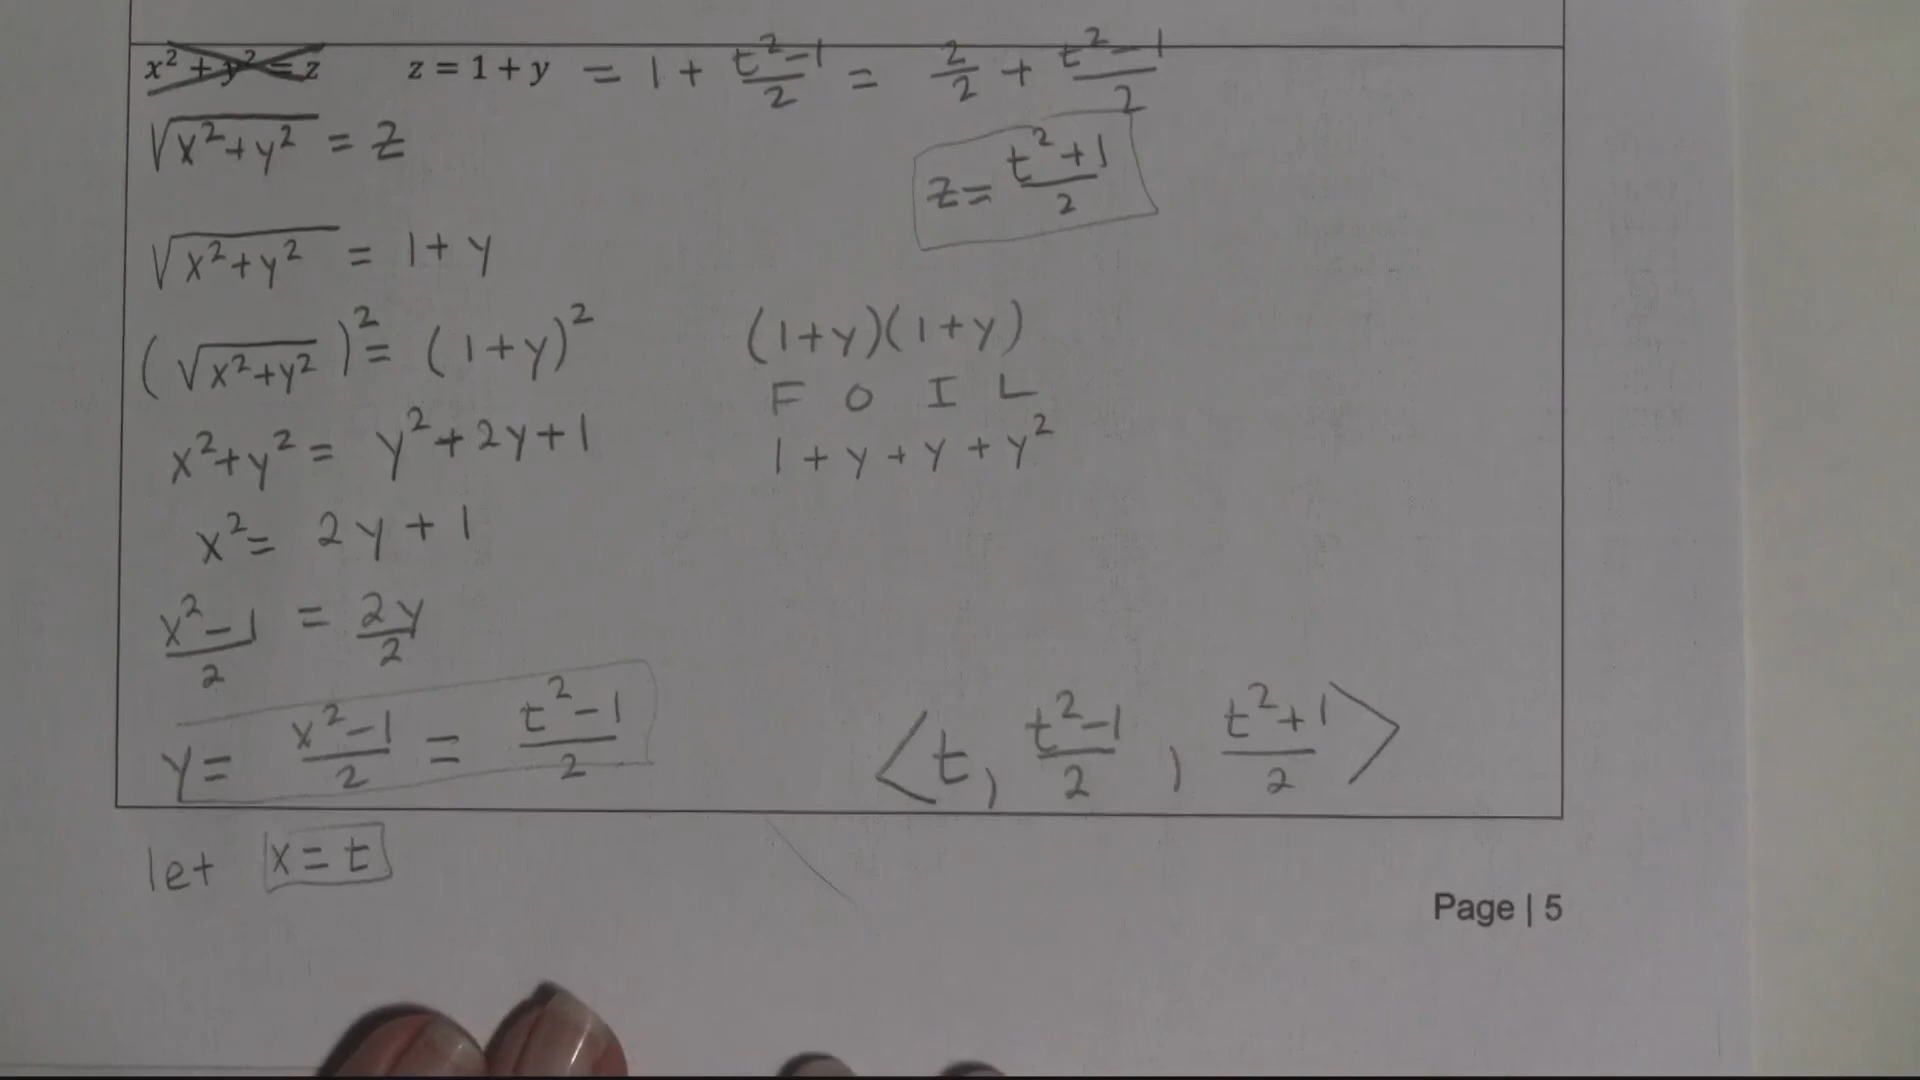 x² + y² = z z = 1 + y = 1 + (t²-1)/2 = 2/2 + (t²-1)/2
√(x²+y²) = z
z = (t²+1)/2
√(x²+y²) = 1 + y
(√(x²+y²))² = (1+y)²
(1+y)(1+y)
F O I L
x²+y² = y²+2y+1
1 + y + y + y²
x² = 2y + 1
(x²-1)/2 = 2y/2
y = (x²-1)/2 = (t²-1)/2
⟨t, (t²-1)/2, (t²+1)/2⟩
let x = t
Page | 5